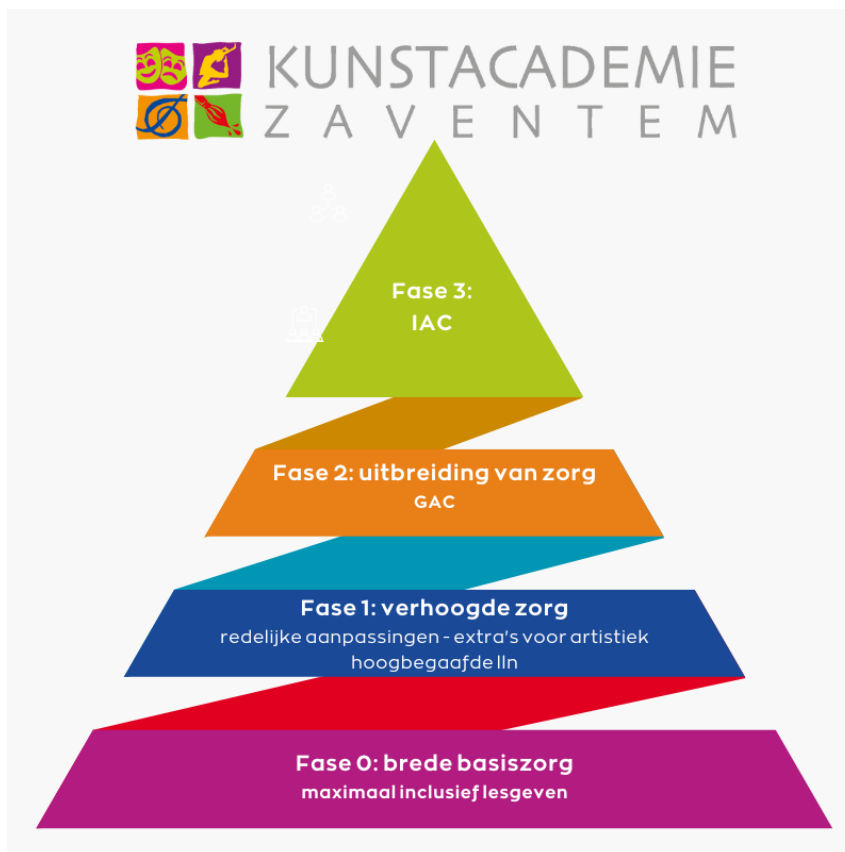 KUNSTACADEMIE
ZAVENTEM
Fase 3:
IAC
Fase 2: uitbreiding van zorg
GAC
Fase 1: verhoogde zorg
redelijke aanpassingen - extra's voor artistiek
hoogbegaafde lln
Fase 0: brede basiszorg
maximaal inclusief lesgeven